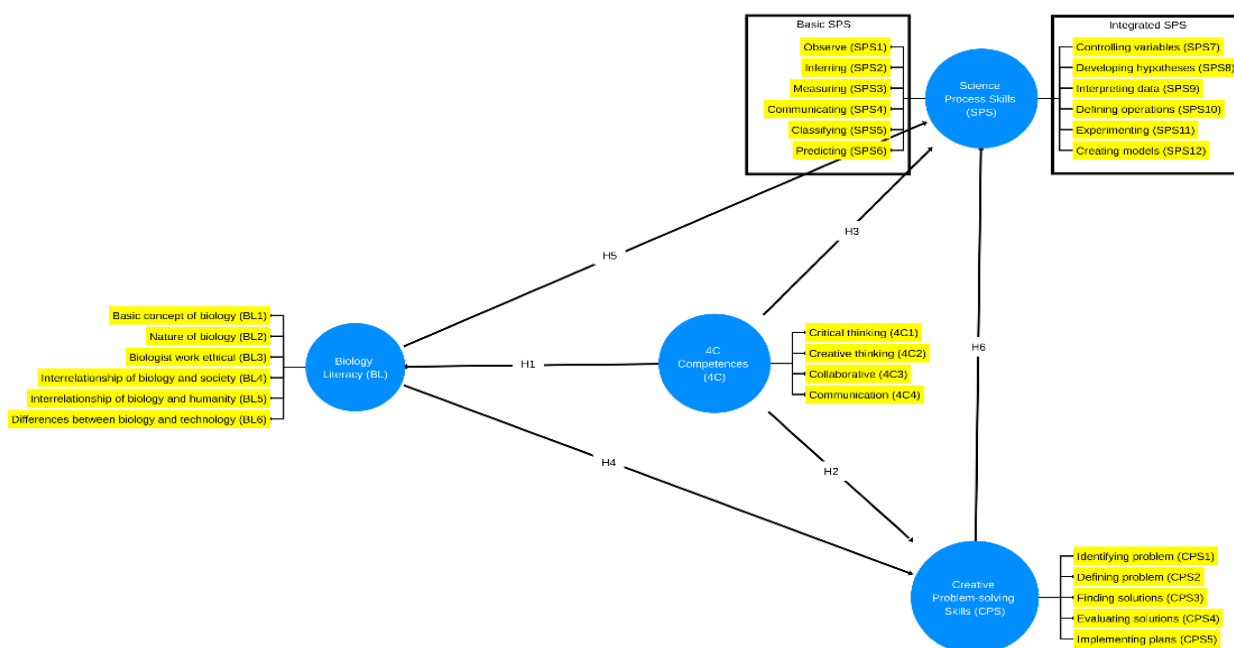 Basic SPS
Observe (SPS1)
Inferring (SPS2)
Measuring (SPS3)
Communicating (SPS4)
Classifying (SPS5)
Predicting (SPS6)
Science
Process Skills
(SPS)
Integrated SPS
Controlling variables (SPS7)
Developing hypotheses (SPS8)
Interpreting data (SPS9)
Defining operations (SPS10)
Experimenting (SPS11)
Creating models (SPS12)
H5
H3
H6
H1
H4
H2
Basic concept of biology (BL1)
Nature of biology (BL2)
Biologist work ethical (BL3)
Interrelationship of biology and society (BL4)
Interrelationship of biology and humanity (BL5)
Differences between biology and technology (BL6)
Biology
Literacy (BL)
4C
Competences
(4C)
Critical thinking (4C1)
Creative thinking (4C2)
Collaborative (4C3)
Communication (4C4)
Creative
Problem-solving
Skills (CPS)
Identifying problem (CPS1)
Defining problem (CPS2
Finding solutions (CPS3)
Evaluating solutions (CPS4)
Implementing plans (CPS5)